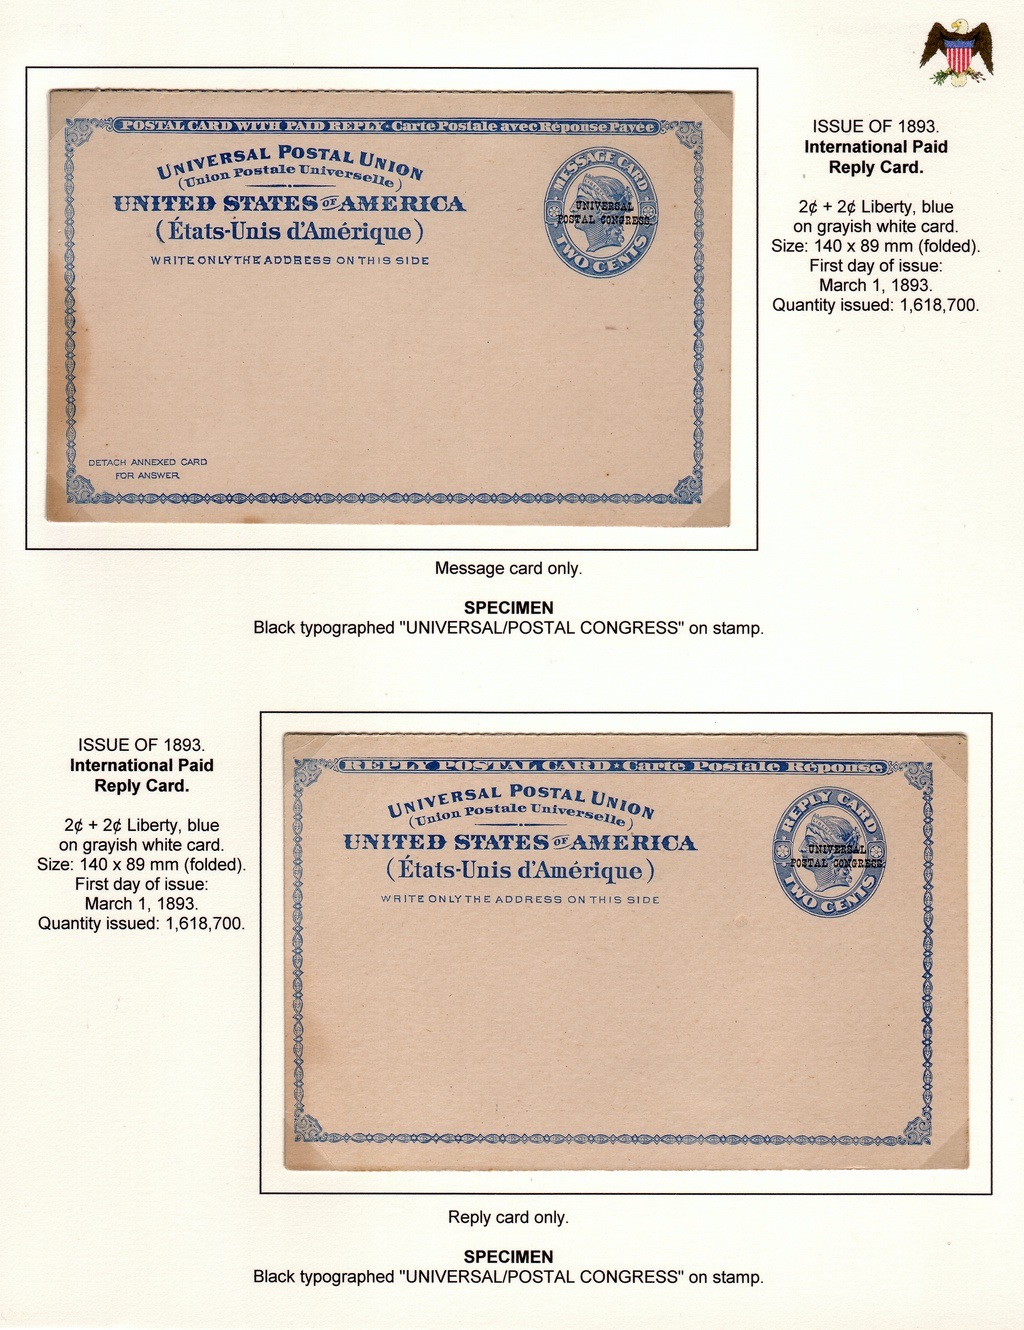 POSTAL CARD WITH PAID REPLY • Carte Postale avec Réponse Payée
UNIVERSAL POSTAL UNION
(Union Postale Universelle)
UNITED STATES OF AMERICA
(États-Unis d'Amérique)
WRITE ONLY THE ADDRESS ON THIS SIDE
MESSAGE CARD
UNIVERSAL
POSTAL CONGRESS
TWO CENTS
DETACH ANNEXED CARD
FOR ANSWER
ISSUE OF 1893.
International Paid
Reply Card.
2¢ + 2¢ Liberty, blue
on grayish white card.
Size: 140 x 89 mm (folded).
First day of issue:
March 1, 1893.
Quantity issued: 1,618,700.
Message card only.
SPECIMEN
Black typographed "UNIVERSAL/POSTAL CONGRESS" on stamp.
ISSUE OF 1893.
International Paid
Reply Card.
2¢ + 2¢ Liberty, blue
on grayish white card.
Size: 140 x 89 mm (folded).
First day of issue:
March 1, 1893.
Quantity issued: 1,618,700.
REPLY POSTAL CARD ★ Carte Postale Réponse
UNIVERSAL POSTAL UNION
(Union Postale Universelle)
UNITED STATES OF AMERICA
(États-Unis d'Amérique)
WRITE ONLY THE ADDRESS ON THIS SIDE
REPLY CARD
UNIVERSAL
POSTAL CONGRESS
TWO CENTS
Reply card only.
SPECIMEN
Black typographed "UNIVERSAL/POSTAL CONGRESS" on stamp.